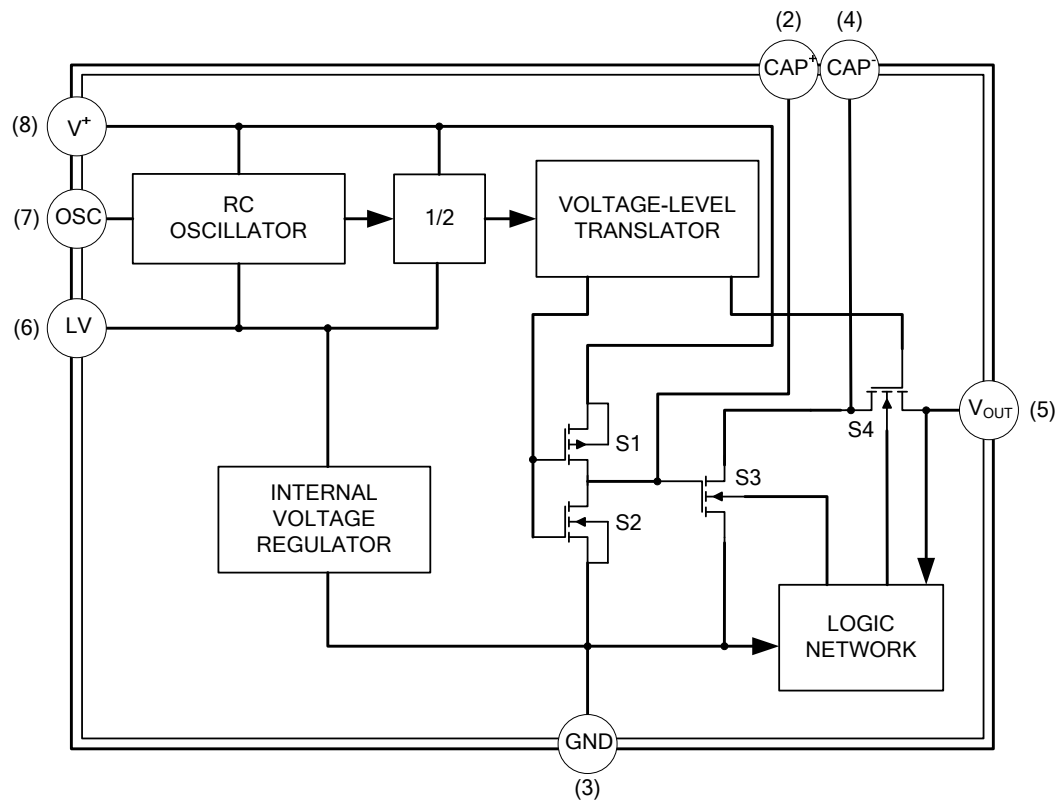 (2)
(4)
CAP+
CAP-
(8)
V+
(7)
OSC
RC
OSCILLATOR
1/2
VOLTAGE-LEVEL
TRANSLATOR
(6)
LV
S1
S2
S3
S4
VOUT
(5)
INTERNAL
VOLTAGE
REGULATOR
LOGIC
NETWORK
GND
(3)